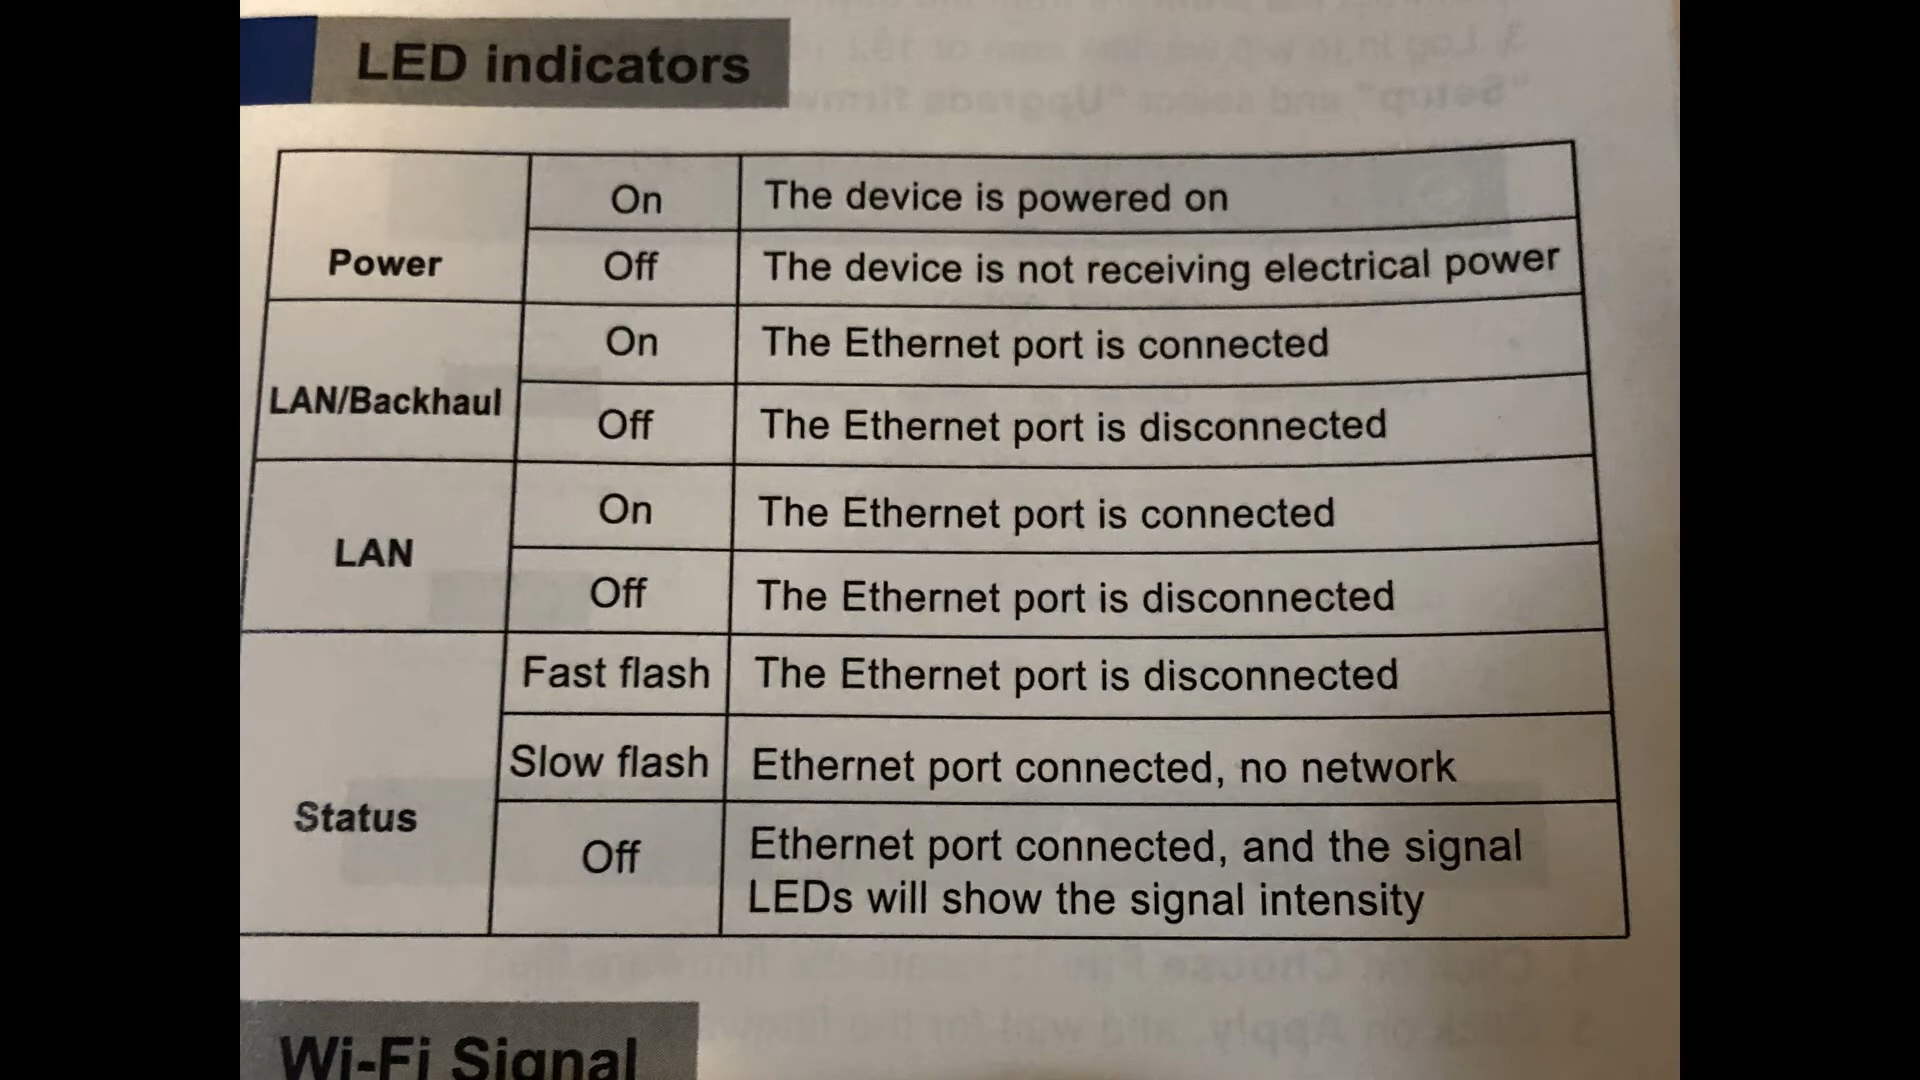 LED indicators
Power
On
The device is powered on
Off
The device is not receiving electrical power
LAN/Backhaul
On
The Ethernet port is connected
Off
The Ethernet port is disconnected
LAN
On
The Ethernet port is connected
Off
The Ethernet port is disconnected
Status
Fast flash
The Ethernet port is disconnected
Slow flash
Ethernet port connected, no network
Off
Ethernet port connected, and the signal
LEDs will show the signal intensity
Wi-Fi Signal